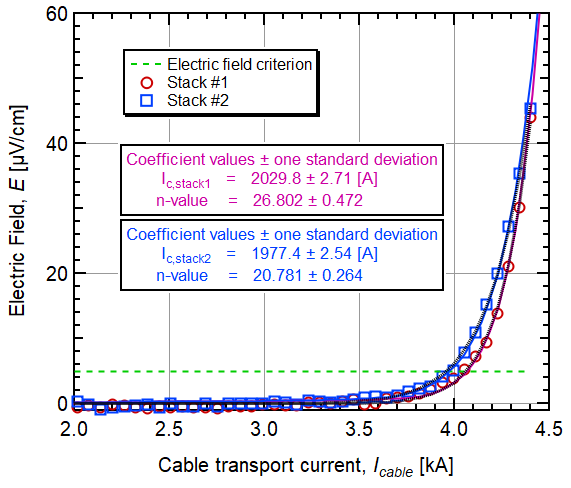 60
40
20
0
Electric Field, E [µV/cm]
Electric field criterion
Stack #1
Stack #2
Coefficient values ± one standard deviation
Ic,stack1 = 2029.8 ± 2.71 [A]
n-value = 26.802 ± 0.472
Coefficient values ± one standard deviation
Ic,stack2 = 1977.4 ± 2.54 [A]
n-value = 20.781 ± 0.264
2.0 2.5 3.0 3.5 4.0 4.5
Cable transport current, Icable [kA]